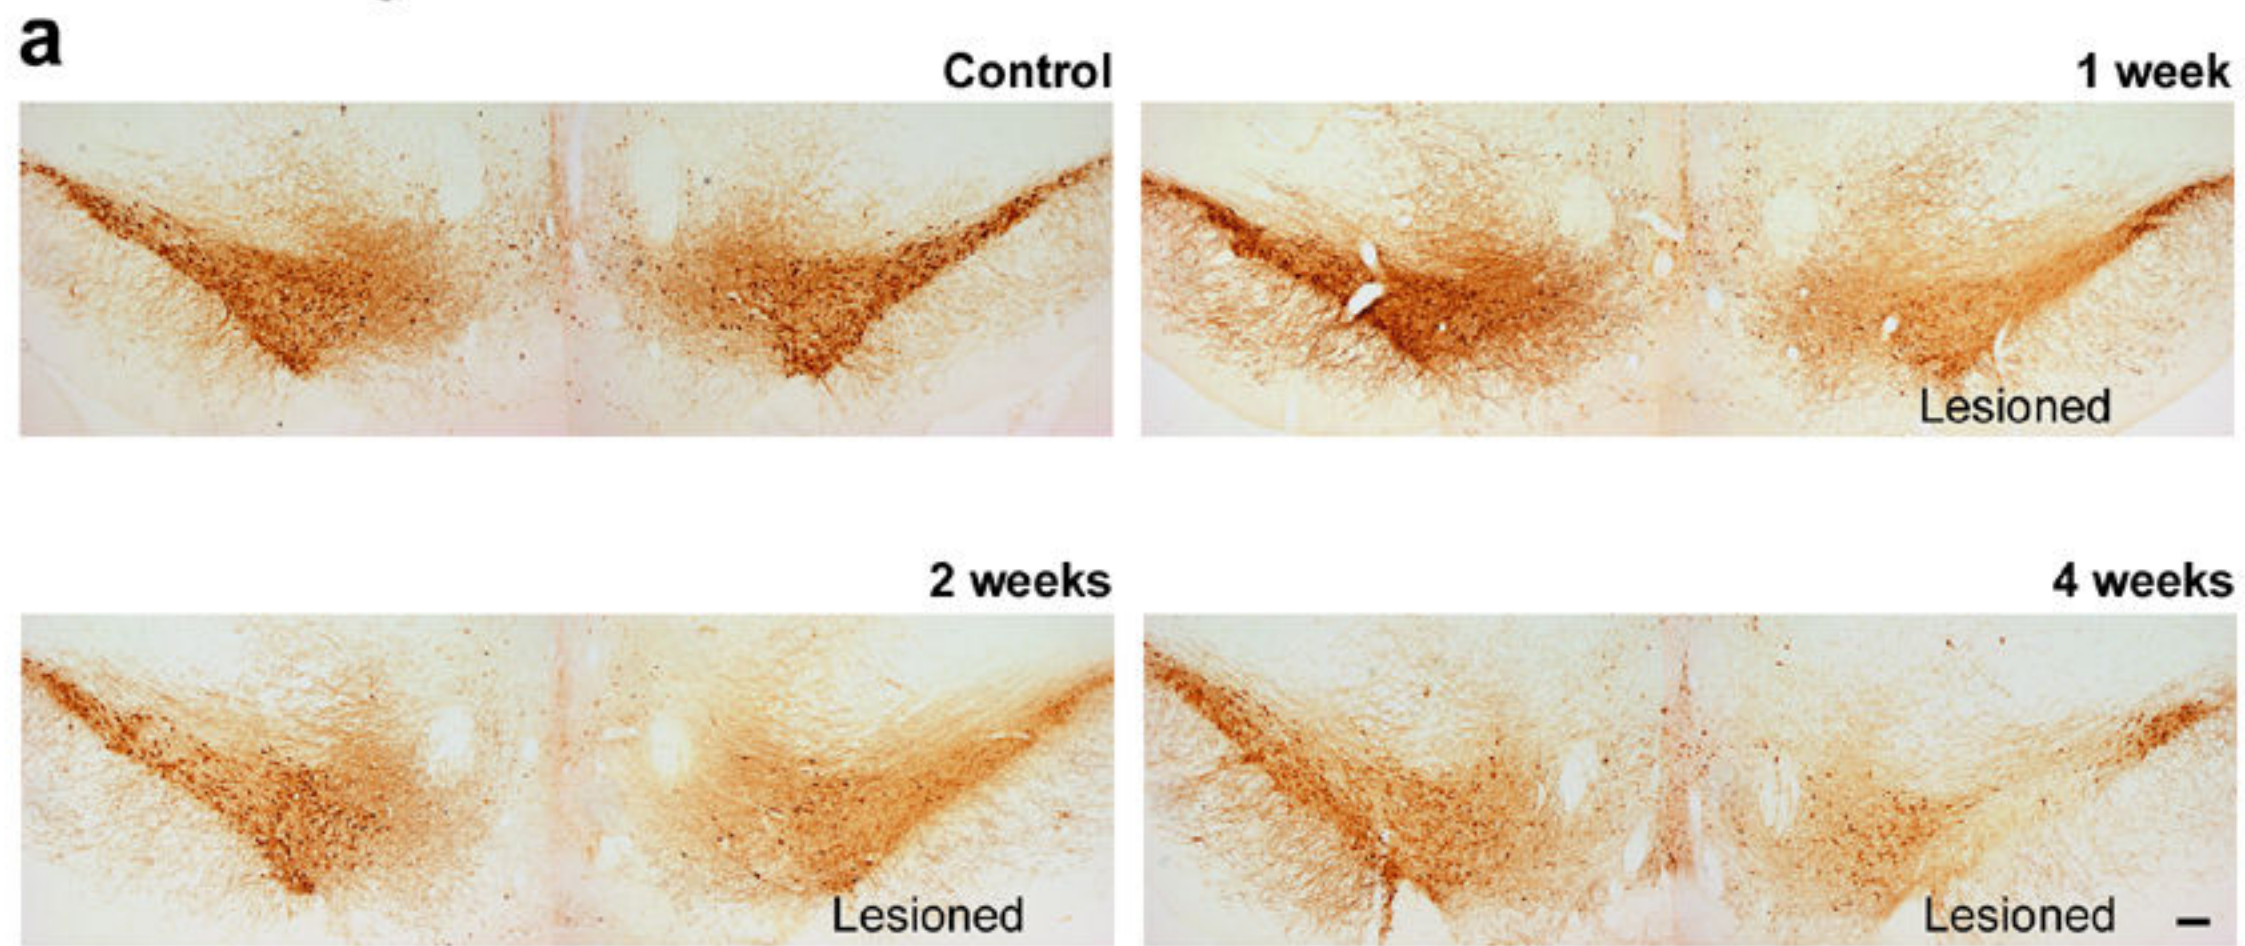 a
Control
1 week
Lesioned
2 weeks
4 weeks
Lesioned
Lesioned